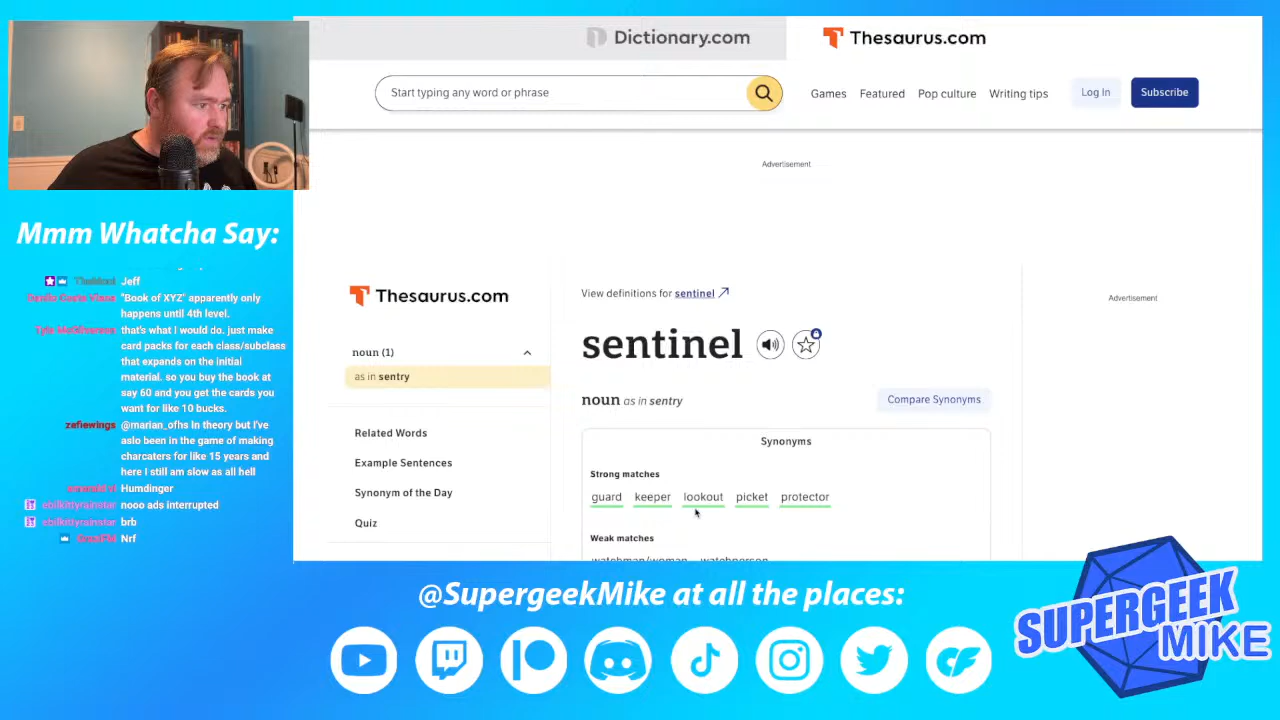 Dictionary.com
Thesaurus.com
Start typing any word or phrase
Games
Featured
Pop culture
Writing tips
Log In
Subscribe
Advertisement
Mmm Whatcha Say:
Jeff
"Book of XYZ" apparently only
happens until 4th level.
that's what I would do. just make
card packs for each class/subclass
that expands on the initial
material. so you buy the book at
say 60 and you get the cards you
want for like 10 bucks.
zefiewings @marian_ofhs in theory but I've
aslo been in the game of making
charcaters for like 15 years and
here I still am slow as all hell
Humdinger
nooo ads interrupted
brb
Nrf
Thesaurus.com
noun (1)
as in sentry
Related Words
Example Sentences
Synonym of the Day
Quiz
View definitions for sentinel
sentinel
noun as in sentry
Compare Synonyms
Synonyms
Strong matches
guard keeper lookout picket protector
Weak matches
watchman/woman watchperson
Advertisement
@SupergeekMike at all the places:
SUPERGEEK
MIKE